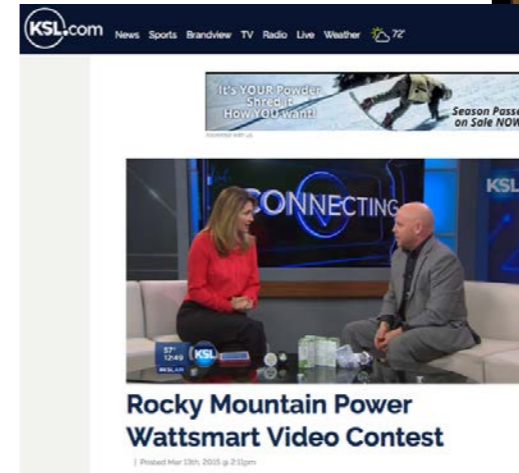 KSL.com News Sports Brandview TV Radio Live Weather 72°
It's YOUR Powder
Shred it
How YOU want!
Season Passe
on Sale NOW
CONNECTING
KSL
57°
12:49
KSL
Rocky Mountain Power
Wattsmart Video Contest
| Posted Mar 13th, 2015 @ 2:11pm